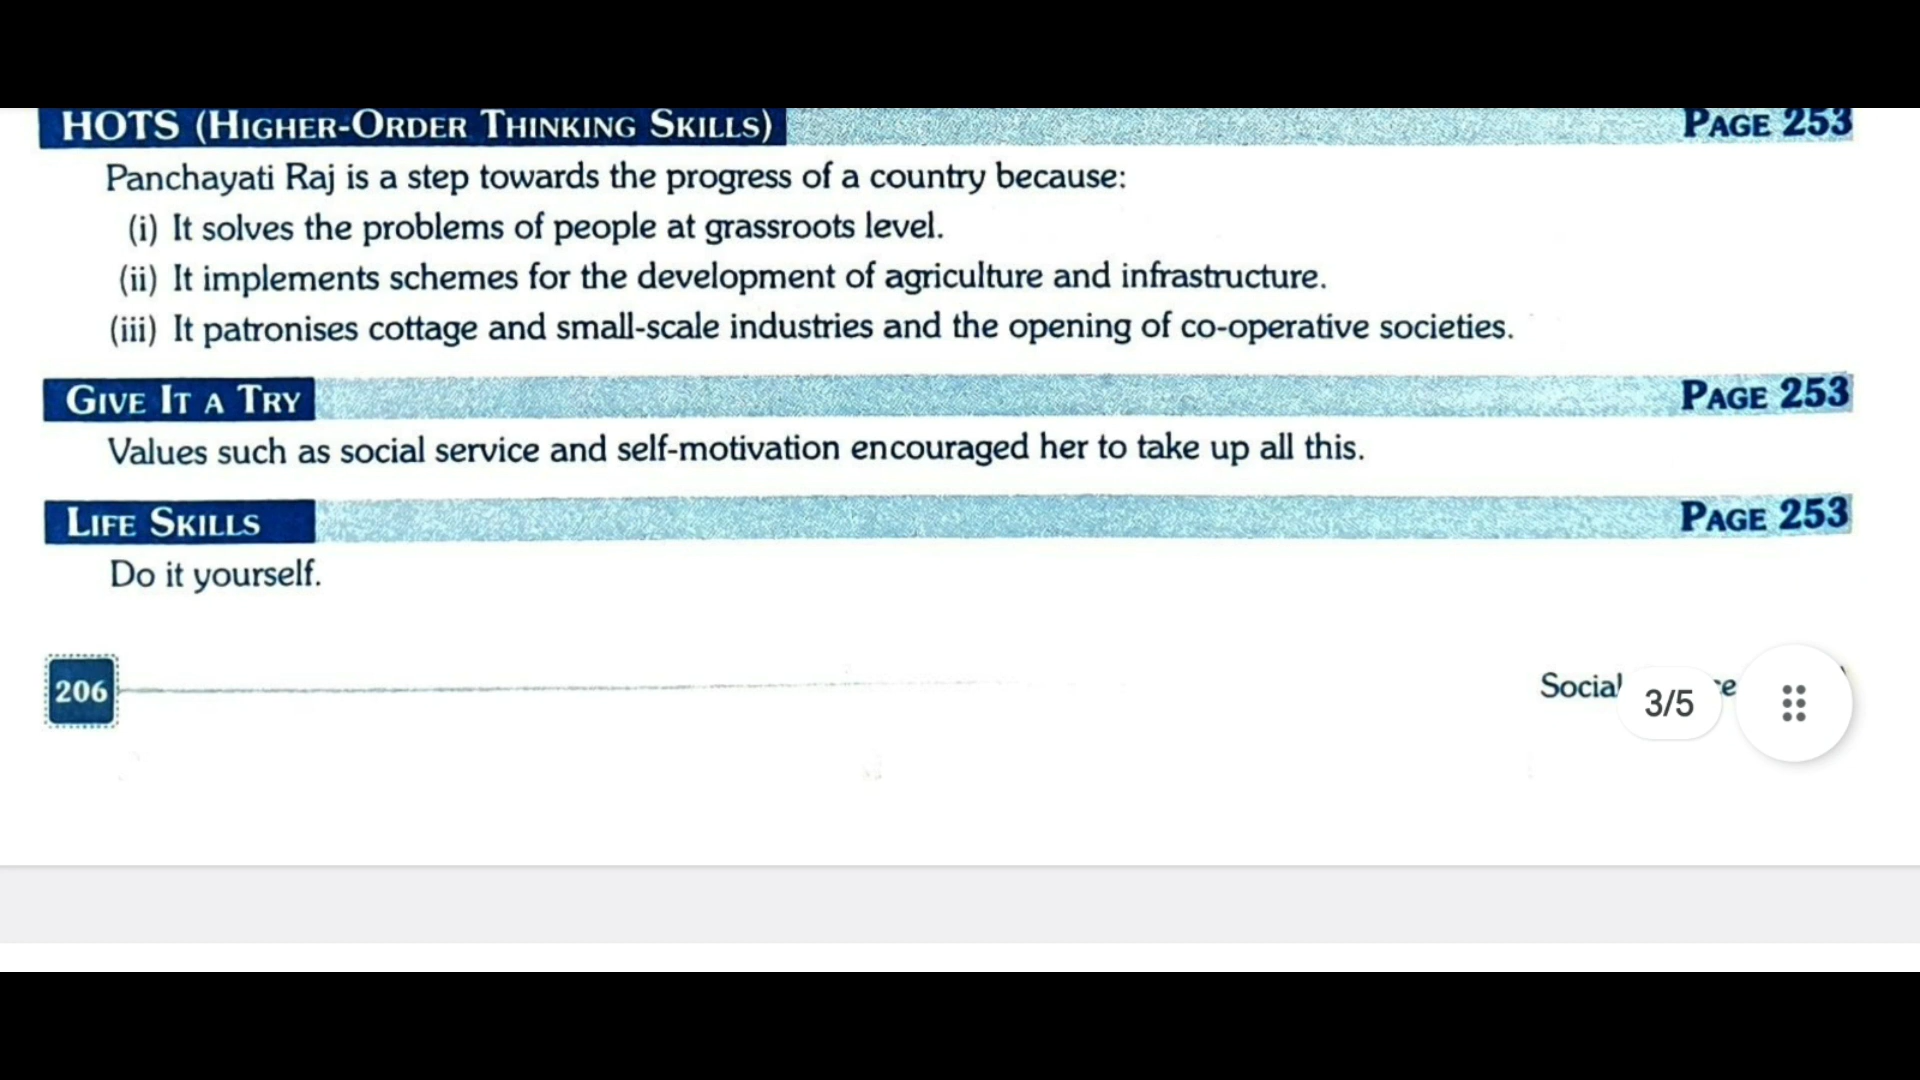 HOTS (HIGHER-ORDER THINKING SKILLS) PAGE 253
Panchayati Raj is a step towards the progress of a country because:
(i) It solves the problems of people at grassroots level.
(ii) It implements schemes for the development of agriculture and infrastructure.
(iii) It patronises cottage and small-scale industries and the opening of co-operative societies.
GIVE IT A TRY PAGE 253
Values such as social service and self-motivation encouraged her to take up all this.
LIFE SKILLS PAGE 253
Do it yourself.
206 Social
3/5